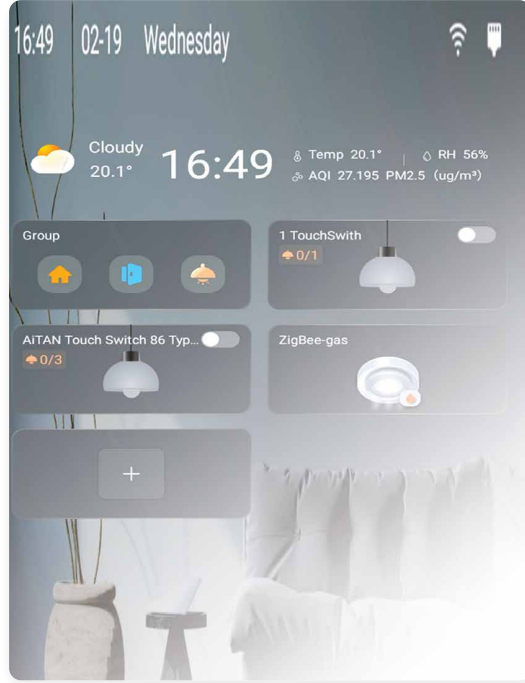 16:49 02-19 Wednesday
Cloudy
20.1°
16:49
Temp 20.1° | RH 56%
AQI 27.195 PM2.5 (ug/m³)
Group
1 TouchSwith
0/1
AiTAN Touch Switch 86 Typ...
0/3
ZigBee-gas
+